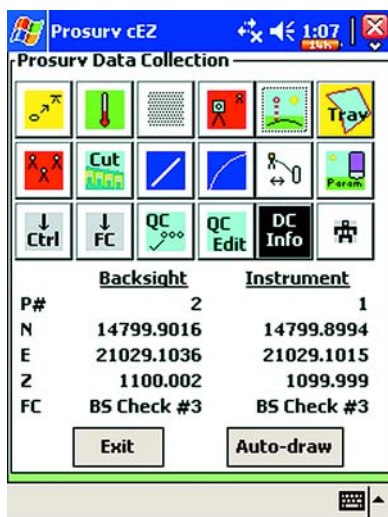 Prosurv cEZ 1:07
14h.
Prosurv Data Collection
Trav
Cut
Param
Ctrl FC QC QC Edit DC Info
Backsight Instrument
P# 2 1
N 14799.9016 14799.8994
E 21029.1036 21029.1015
Z 1100.002 1099.999
FC BS Check #3 BS Check #3
Exit Auto-draw